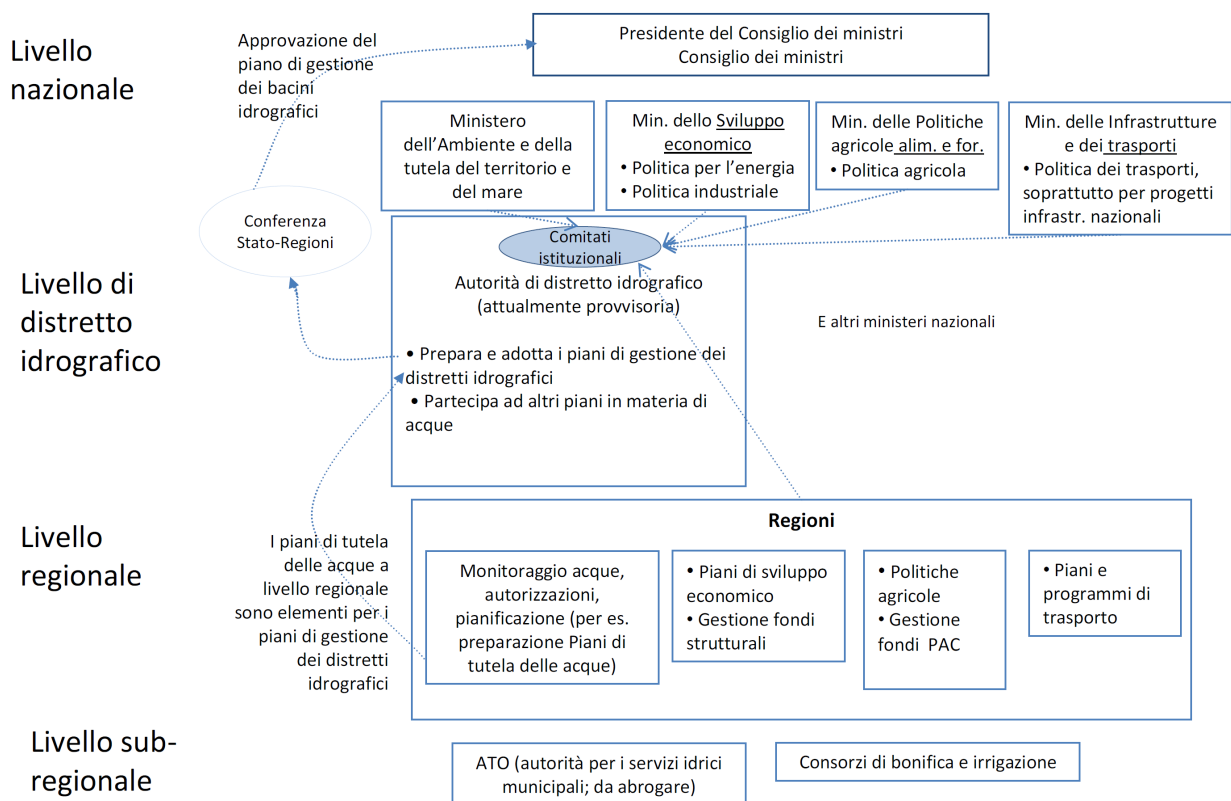 Livello
nazionale
Approvazione del
piano di gestione
dei bacini
idrografici
Presidente del Consiglio dei ministri
Consiglio dei ministri
Ministero
dell’Ambiente e della
tutela del territorio e
del mare
Min. dello Sviluppo
economico
• Politica per l’energia
• Politica industriale
Min. delle Politiche
agricole alim. e for.
• Politica agricola
Min. delle Infrastrutture
e dei trasporti
• Politica dei trasporti,
soprattutto per progetti
infrastr. nazionali
Conferenza
Stato-Regioni
Livello di
distretto
idrografico
Comitati
istituzionali
Autorità di distretto idrografico
(attualmente provvisoria)
• Prepara e adotta i piani di gestione dei
distretti idrografici
• Partecipa ad altri piani in materia di
acque
E altri ministeri nazionali
Livello
regionale
I piani di tutela
delle acque a
livello regionale
sono elementi per i
piani di gestione
dei distretti
idrografici
Regioni
Monitoraggio acque,
autorizzazioni,
pianificazione (per es.
preparazione Piani di
tutela delle acque)
• Piani di sviluppo
economico
• Gestione fondi
strutturali
• Politiche
agricole
• Gestione
fondi PAC
• Piani e
programmi di
trasporto
Livello sub-
regionale
ATO (autorità per i servizi idrici
municipali; da abrogare)
Consorzi di bonifica e irrigazione